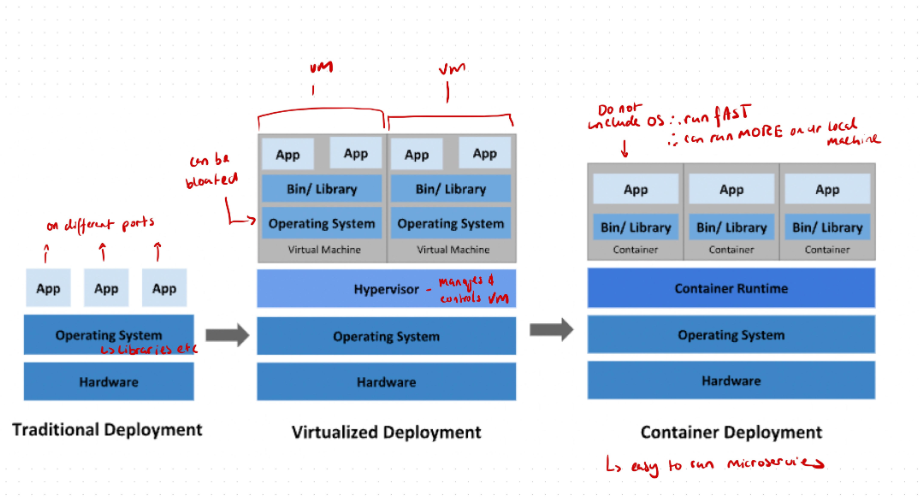 on different ports
App App App
Operating System
↳ Libraries etc
Hardware
Traditional Deployment
VM VM
can be
bloated
App App App App
Bin/ Library Bin/ Library
Operating System Operating System
Virtual Machine Virtual Machine
Hypervisor - manages &
controls VM
Operating System
Hardware
Virtualized Deployment
Do not
include OS ∴ run fAST
∴ can run MORE on ur local
machine
App App App
Bin/ Library Bin/ Library Bin/ Library
Container Container Container
Container Runtime
Operating System
Hardware
Container Deployment
↳ easy to run microservices